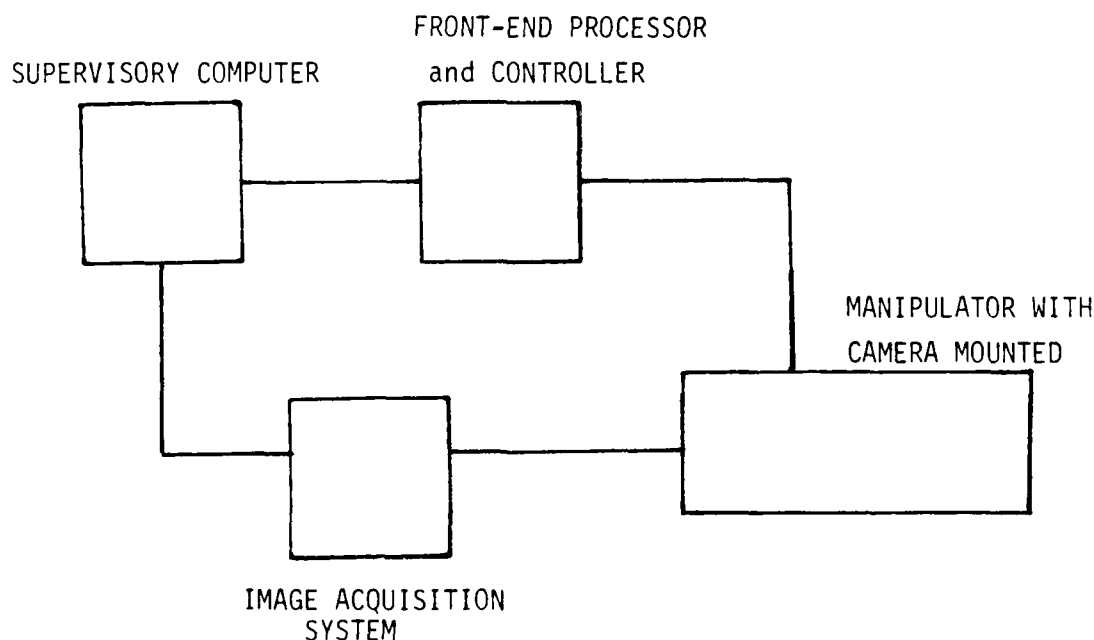 FRONT-END PROCESSOR
and CONTROLLER
SUPERVISORY COMPUTER
MANIPULATOR WITH
CAMERA MOUNTED
IMAGE ACQUISITION
SYSTEM